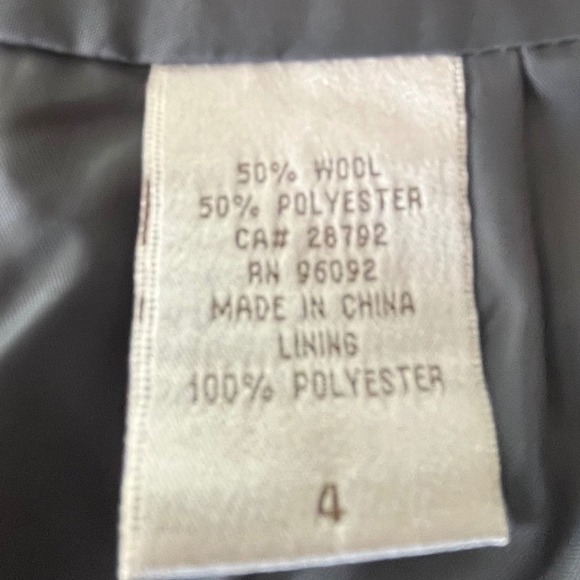 50% WOOL
50% POLYESTER
CA# 28792
RN 96092
MADE IN CHINA
LINING
100% POLYESTER
4